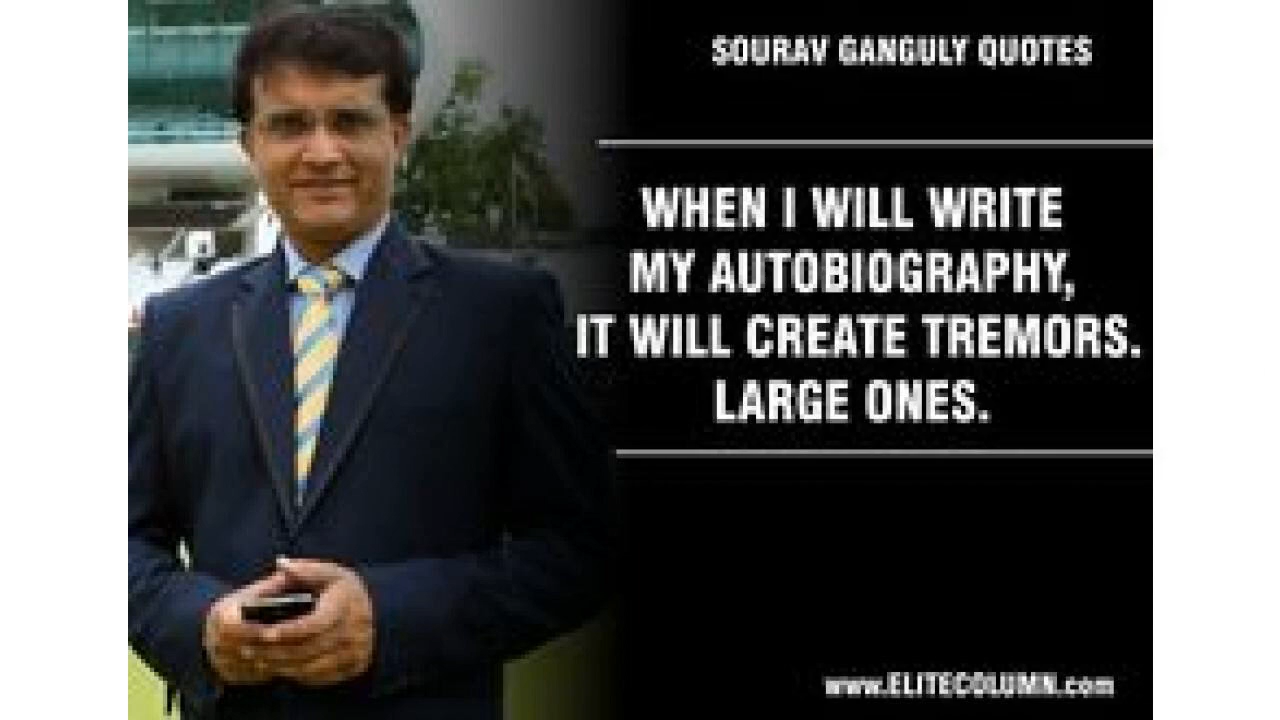 SOURAV GANGULY QUOTES
WHEN I WILL WRITE
MY AUTOBIOGRAPHY,
IT WILL CREATE TREMORS.
LARGE ONES.
www.ELITECOLUMN.com